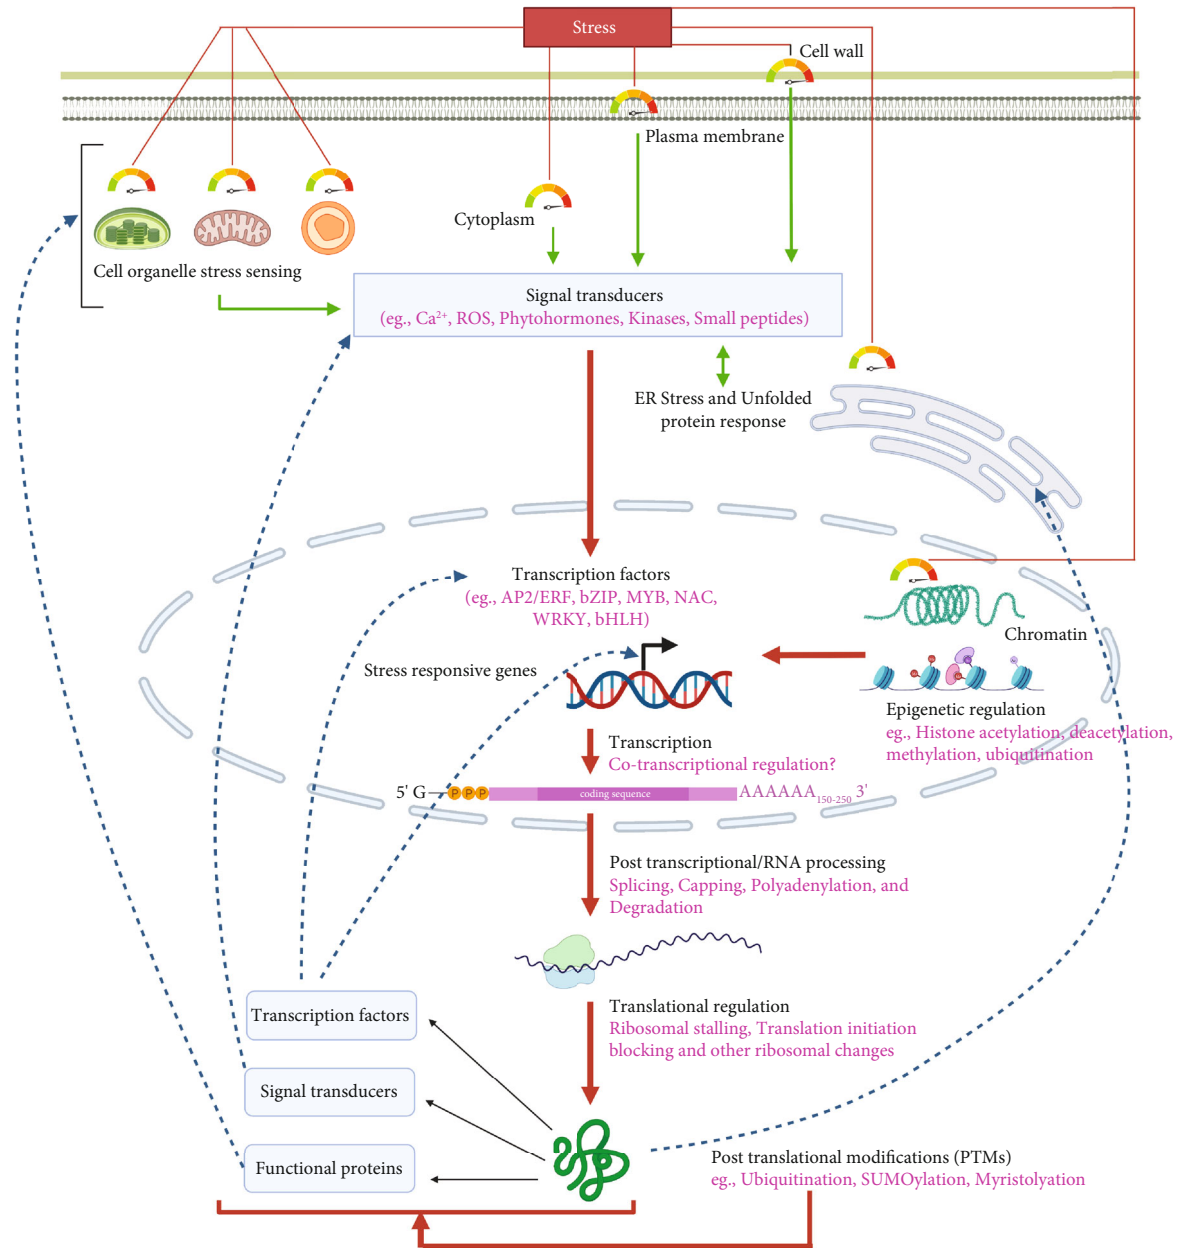 Stress
Cell wall
Plasma membrane
Cytoplasm
Cell organelle stress sensing
Signal transducers
(eg., Ca²⁺, ROS, Phytohormones, Kinases, Small peptides)
ER Stress and Unfolded
protein response
Transcription factors
(eg., AP2/ERF, bZIP, MYB, NAC,
WRKY, bHLH)
Chromatin
Stress responsive genes
Epigenetic regulation
eg., Histone acetylation, deacetylation,
methylation, ubiquitination
Transcription
Co-transcriptional regulation?
5' G P P P coding sequence AAAAAA150-250 3'
Post transcriptional/RNA processing
Splicing, Capping, Polyadenylation, and
Degradation
Translational regulation
Ribosomal stalling, Translation initiation
blocking and other ribosomal changes
Transcription factors
Signal transducers
Functional proteins
Post translational modifications (PTMs)
eg., Ubiquitination, SUMOylation, Myristolyation